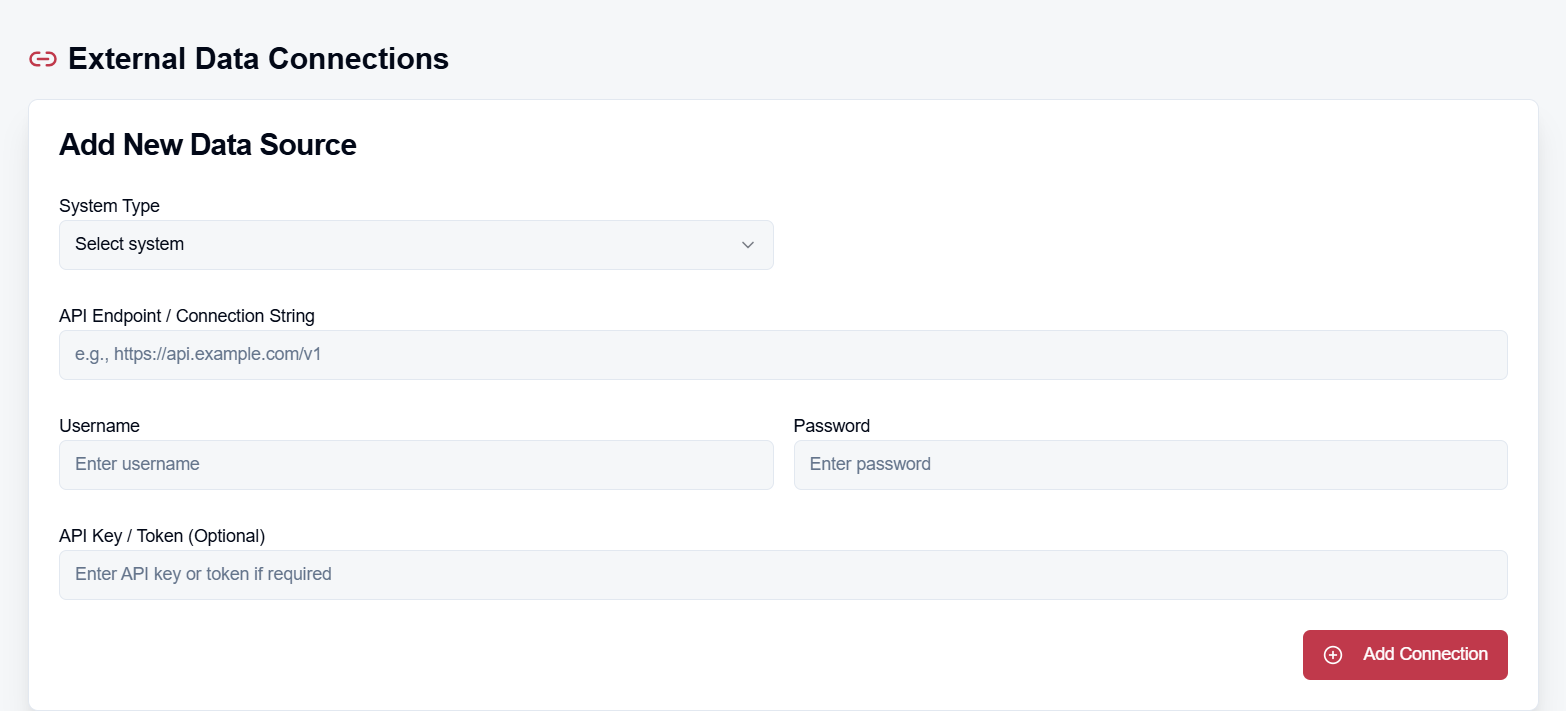 External Data Connections
Add New Data Source
System Type
Select system
API Endpoint / Connection String
e.g., https://api.example.com/v1
Username
Password
Enter username
Enter password
API Key / Token (Optional)
Enter API key or token if required
Add Connection